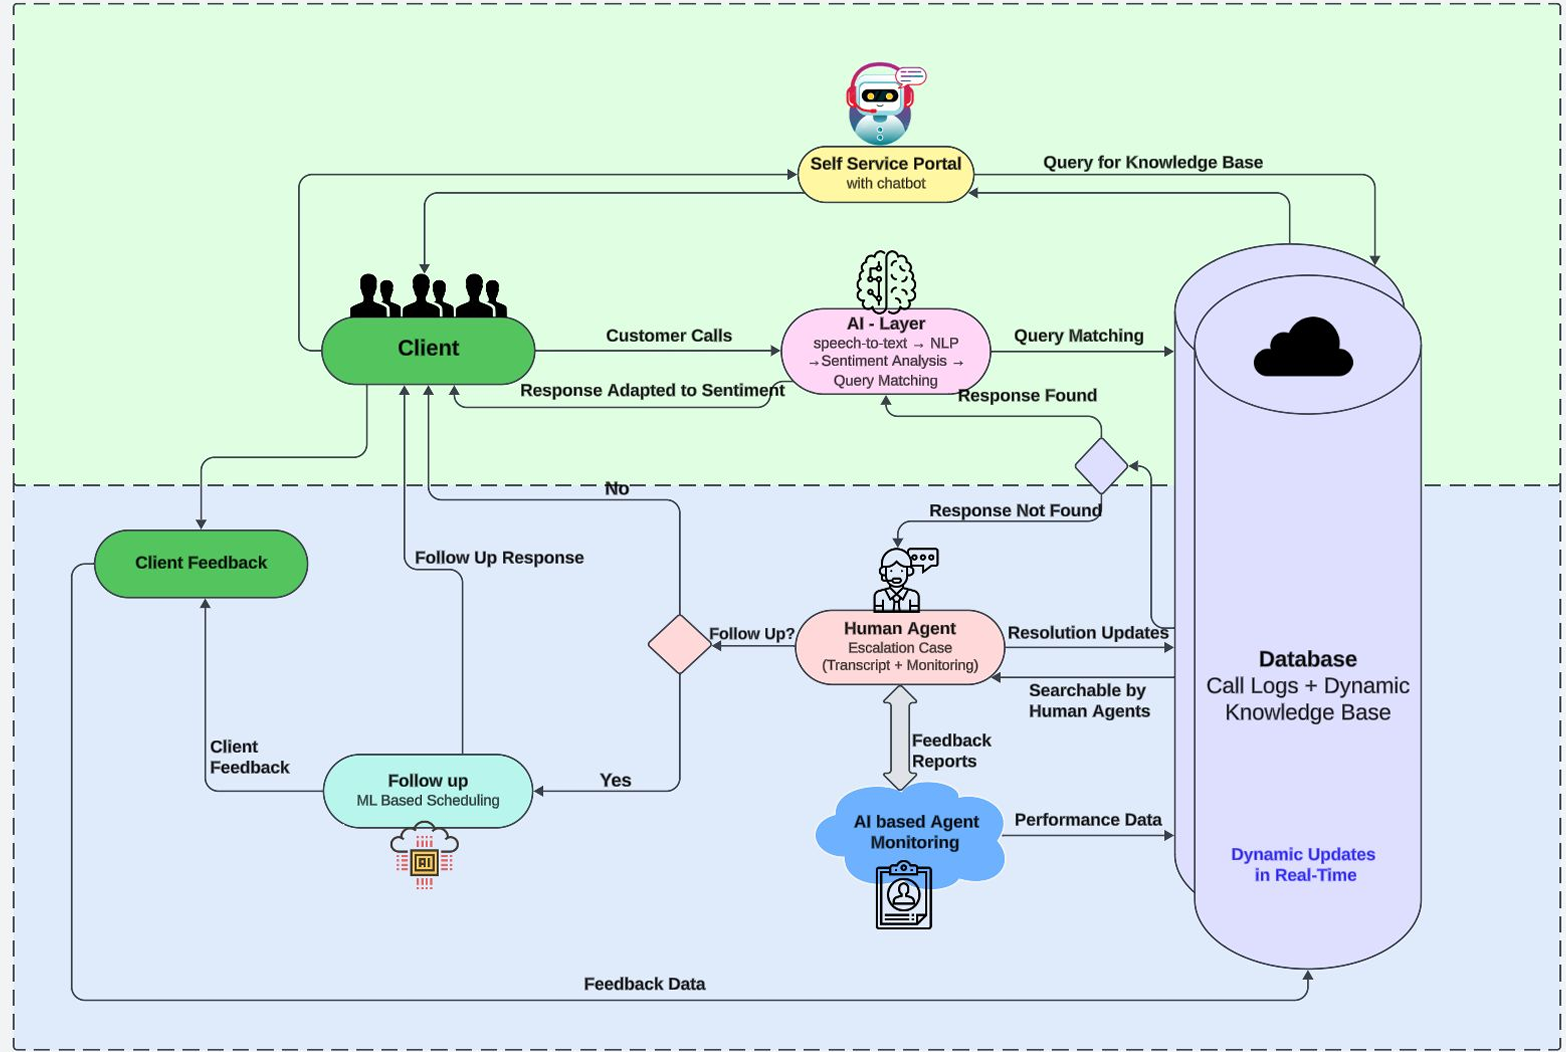 Self Service Portal
with chatbot
Query for Knowledge Base
Client
Customer Calls
AI - Layer
speech-to-text → NLP
→Sentiment Analysis →
Query Matching
Query Matching
Response Adapted to Sentiment
Response Found
No
Response Not Found
Follow Up Response
Client Feedback
Follow Up?
Human Agent
Escalation Case
(Transcript + Monitoring)
Resolution Updates
Searchable by
Human Agents
Database
Call Logs + Dynamic
Knowledge Base
Client
Feedback
Follow up
ML Based Scheduling
AI
Yes
Feedback
Reports
AI based Agent
Monitoring
Performance Data
Dynamic Updates
in Real-Time
Feedback Data